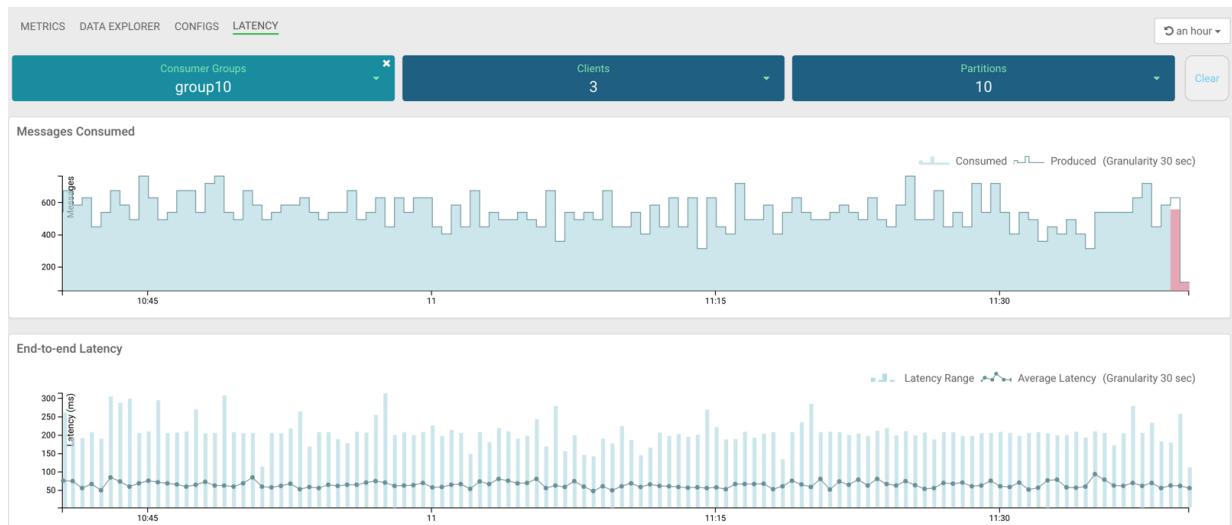 METRICS DATA EXPLORER CONFIGS LATENCY
an hour
Consumer Groups
group10
Clients
3
Partitions
10
Clear
Messages Consumed
Consumed Produced (Granularity 30 sec)
Messages
600
400
200
10:45 11 11:15 11:30
End-to-end Latency
Latency Range Average Latency (Granularity 30 sec)
Latency (ms)
300
250
200
150
100
50
10:45 11 11:15 11:30